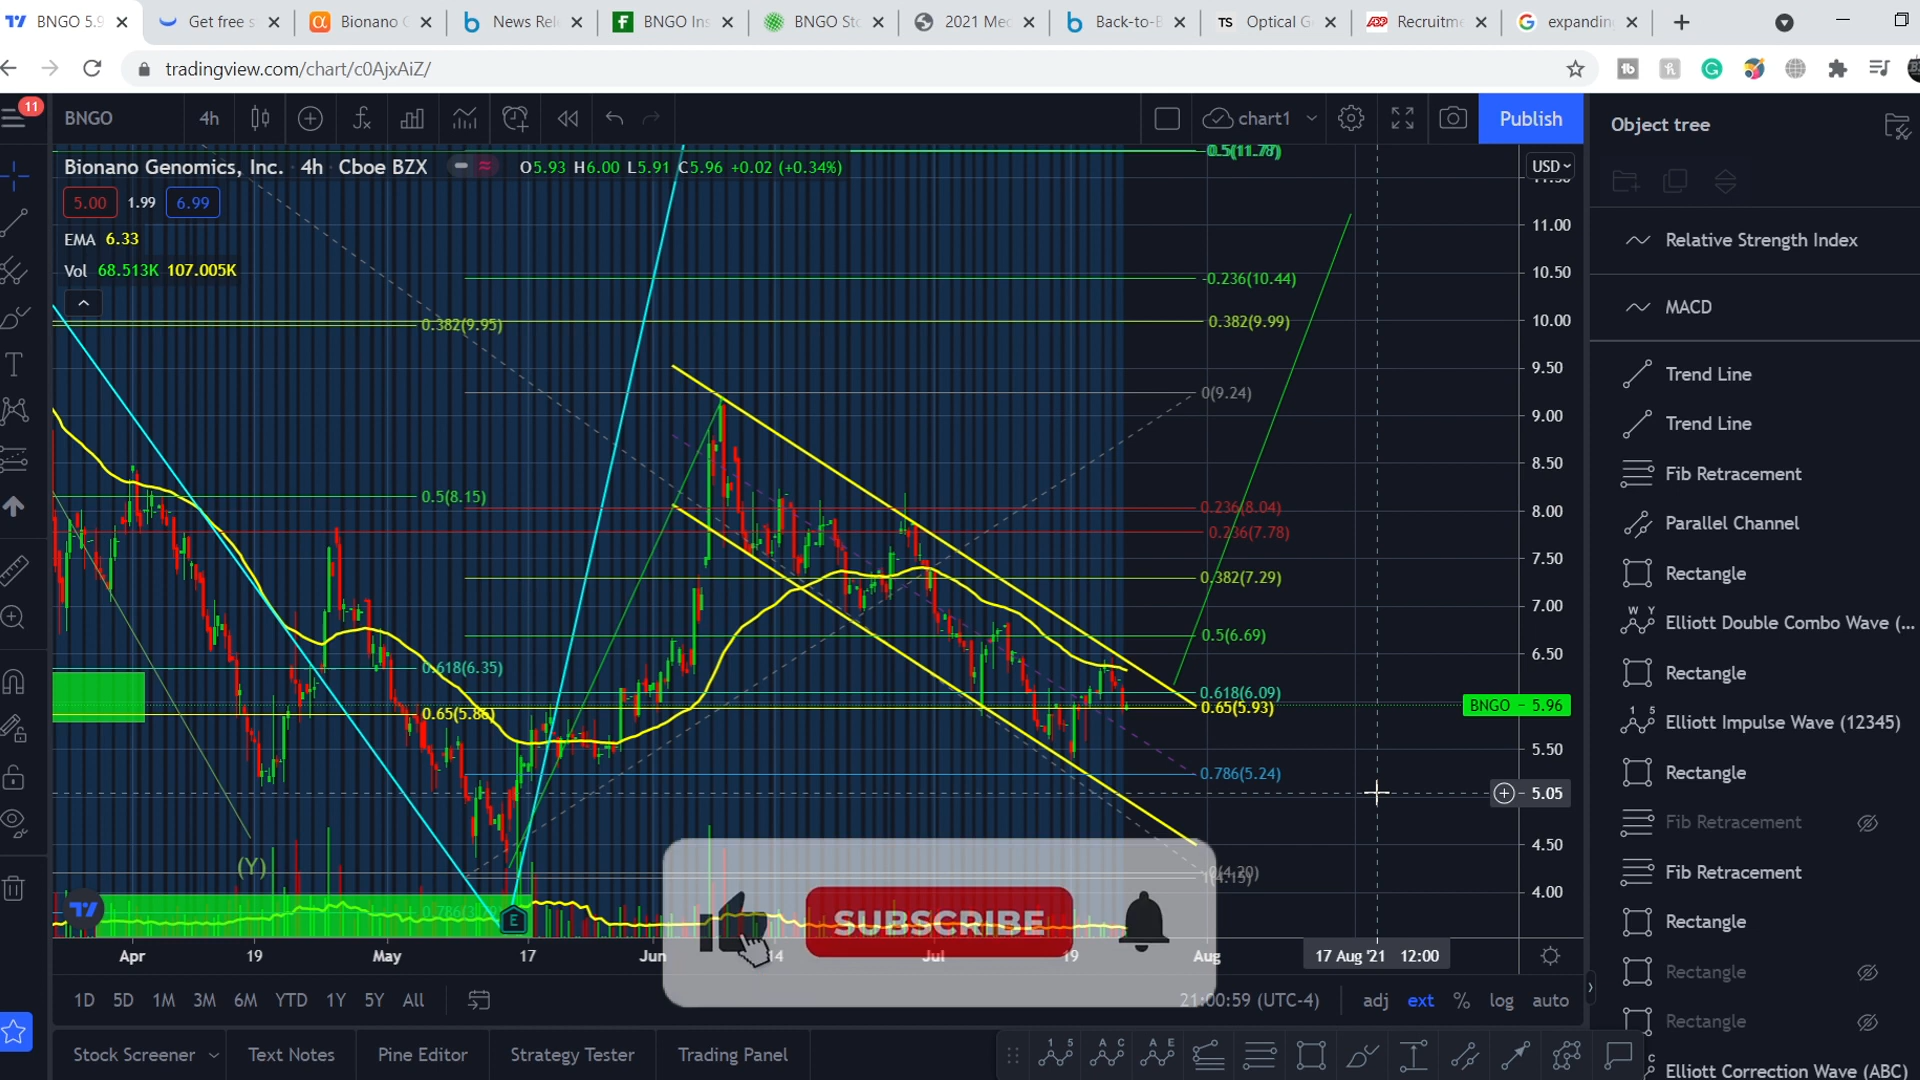 BNGO 5.9
Get free s
Bionano G
News Rel
BNGO Ins
BNGO Sto
2021 Med
Back-to-B
TS
Optical G
ADP
Recruitme
expanding
tradingview.com/chart/c0AjxAiZ/
11
BNGO
4h
chart1
Publish
Object tree
Bionano Genomics, Inc. 4h Cboe BZX
O5.93 H6.00 L5.91 C5.96 +0.02 (+0.34%)
0.5(11.78)
USD
5.00
1.99
6.99
EMA 6.33
Vol 68.513K 107.005K
11.00
10.50
10.00
9.50
9.00
8.50
8.00
7.50
7.00
6.50
BNGO - 5.96
5.50
5.05
4.50
4.00
-0.236(10.44)
0.382(9.95)
0.382(9.99)
0(9.24)
0.5(8.15)
0.236(8.04)
0.236(7.78)
0.382(7.29)
0.5(6.69)
0.618(6.35)
0.618(6.09)
0.65(5.86)
0.65(5.93)
0.786(5.24)
(Y)
E
SUBSCRIBE
Apr
19
May
17
Jun
14
Jul
19
Aug
17 Aug '21 12:00
1D
5D
1M
3M
6M
YTD
1Y
5Y
All
21:00:59 (UTC-4)
adj
ext
%
log
auto
Stock Screener
Text Notes
Pine Editor
Strategy Tester
Trading Panel
Relative Strength Index
MACD
Trend Line
Trend Line
Fib Retracement
Parallel Channel
Rectangle
Elliott Double Combo Wave (...
Rectangle
Elliott Impulse Wave (12345)
Rectangle
Fib Retracement
Fib Retracement
Rectangle
Rectangle
Rectangle
Elliott Correction Wave (ABC)